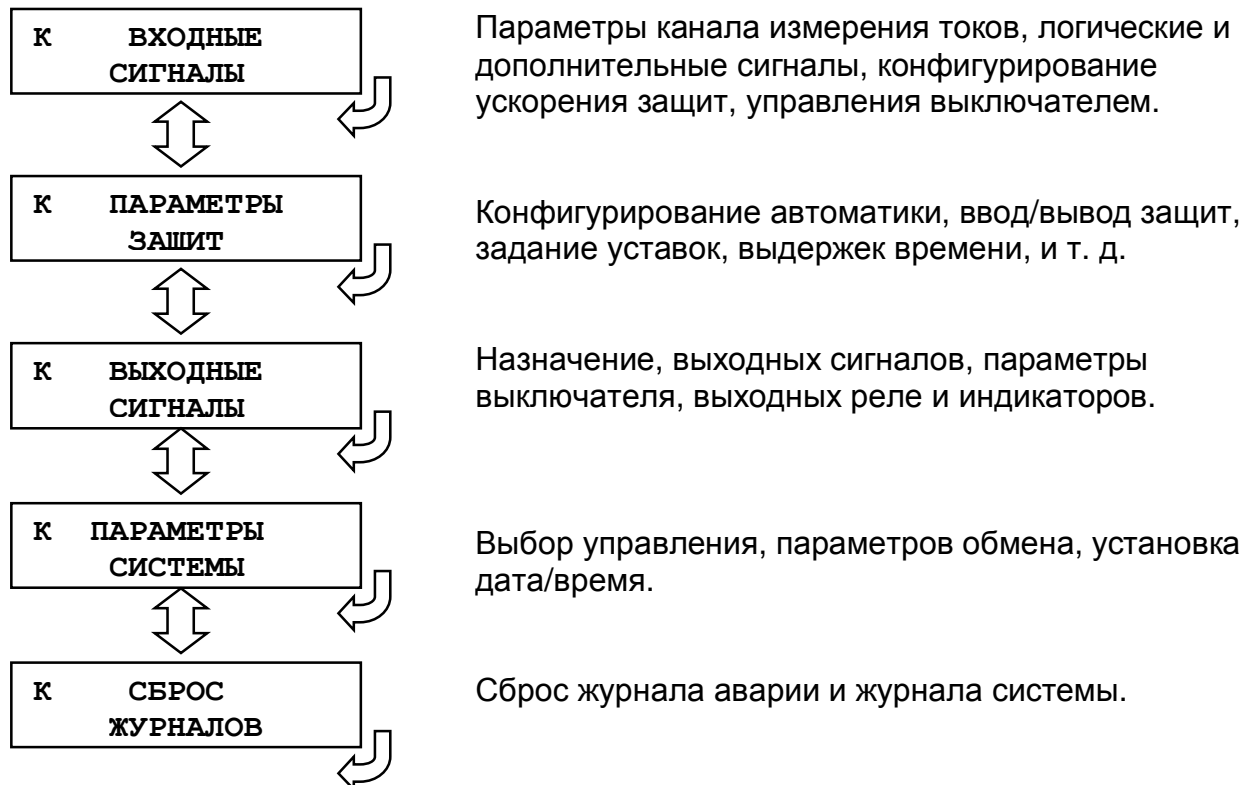 К ВХОДНЫЕ
СИГНАЛЫ
Параметры канала измерения токов, логические и
дополнительные сигналы, конфигурирование
ускорения защит, управления выключателем.
К ПАРАМЕТРЫ
ЗАШИТ
Конфигурирование автоматики, ввод/вывод защит,
задание уставок, выдержек времени, и т. д.
К ВЫХОДНЫЕ
СИГНАЛЫ
Назначение, выходных сигналов, параметры
выключателя, выходных реле и индикаторов.
К ПАРАМЕТРЫ
СИСТЕМЫ
Выбор управления, параметров обмена, установка
дата/время.
К СБРОС
ЖУРНАЛОВ
Сброс журнала аварии и журнала системы.